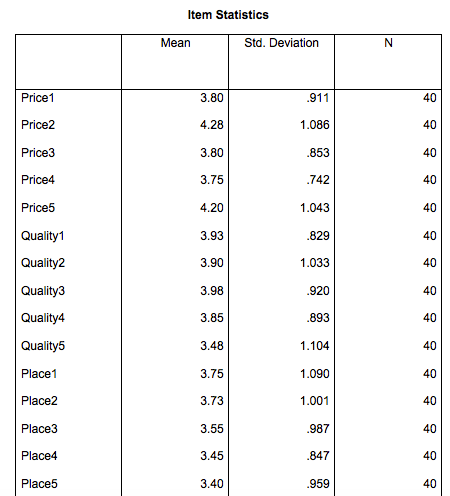 Item Statistics
Mean Std. Deviation N
Price1 3.80 .911 40
Price2 4.28 1.086 40
Price3 3.80 .853 40
Price4 3.75 .742 40
Price5 4.20 1.043 40
Quality1 3.93 .829 40
Quality2 3.90 1.033 40
Quality3 3.98 .920 40
Quality4 3.85 .893 40
Quality5 3.48 1.104 40
Place1 3.75 1.090 40
Place2 3.73 1.001 40
Place3 3.55 .987 40
Place4 3.45 .847 40
Place5 3.40 .959 40